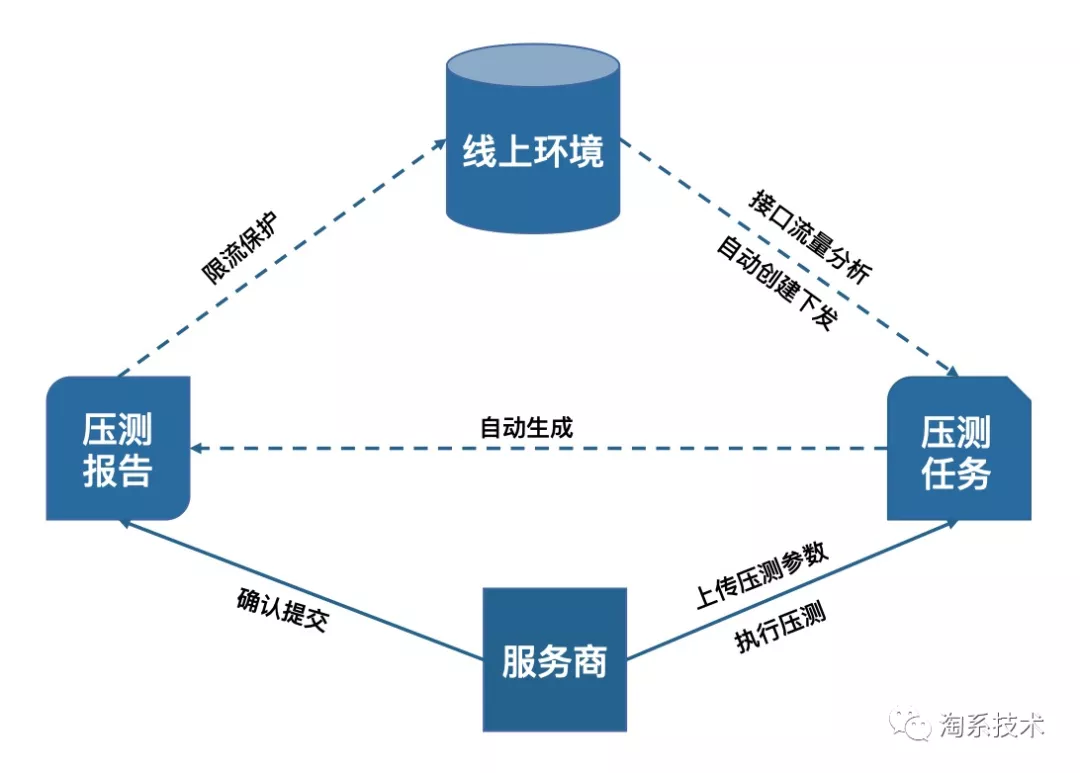 线上环境
接口流量分析
自动创建下发
限流保护
压测
报告
自动生成
压测
任务
确认提交
上传压测参数
执行压测
服务商
淘系技术